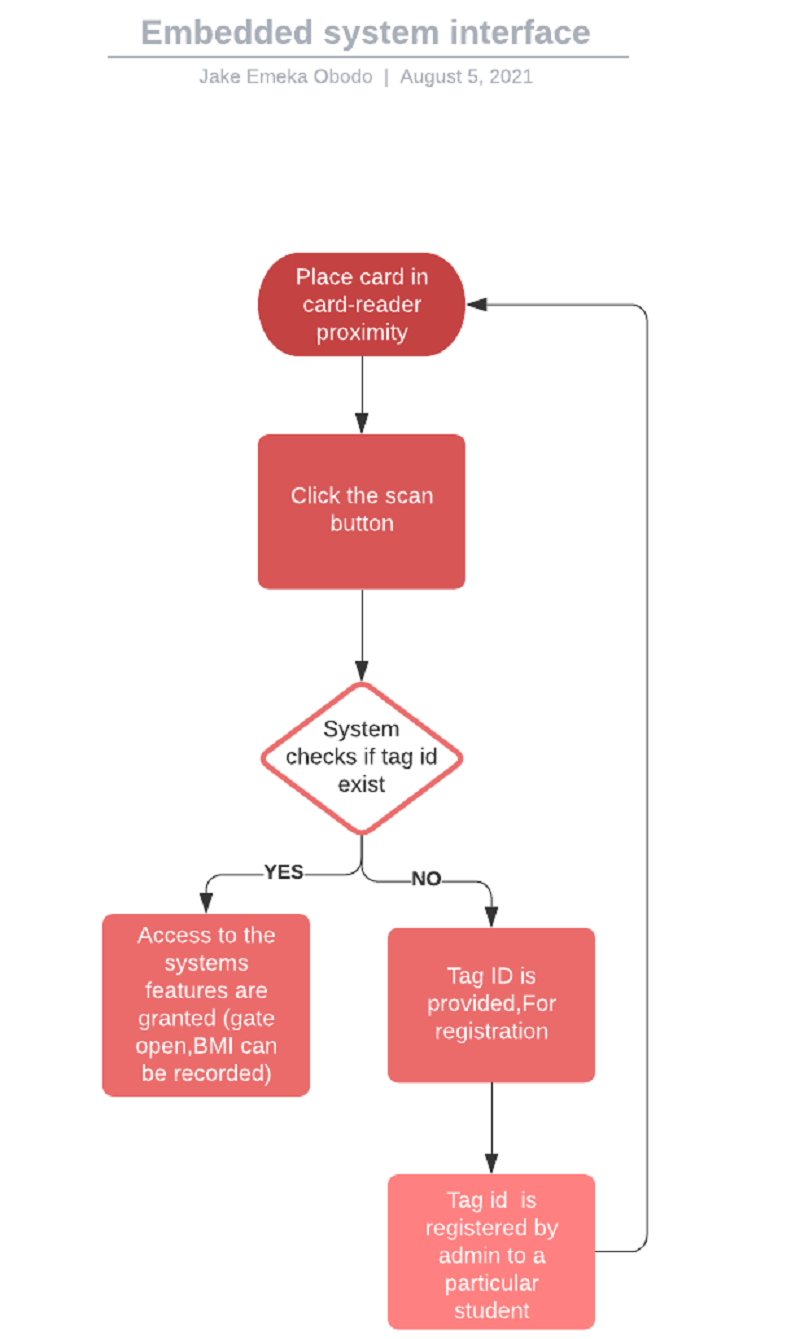 Embedded system interface
Jake Emeka Obodo | August 5, 2021
Place card in
card-reader
proximity
Click the scan
button
System
checks if tag id
exist
YES
NO
Access to the
systems
features are
granted (gate
open,BMI can
be recorded)
Tag ID is
provided,For
registration
Tag id  is
registered by
admin to a
particular
student